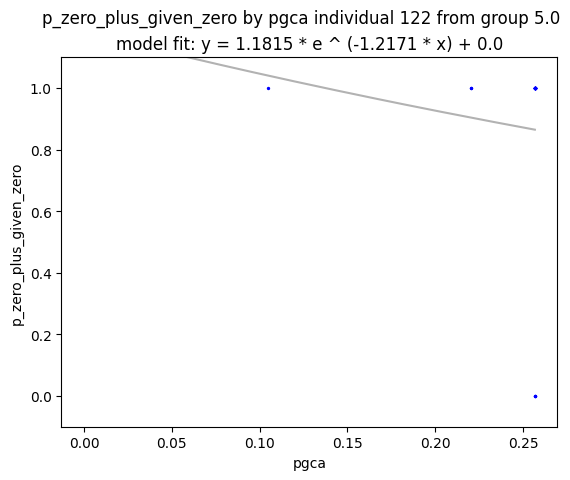 p_zero_plus_given_zero by pgca individual 122 from group 5.0
model fit: y = 1.1815 * e ^ (-1.2171 * x) + 0.0
1.0
0.8
0.6
0.4
0.2
0.0
p_zero_plus_given_zero
0.00 0.05 0.10 0.15 0.20 0.25
pgca